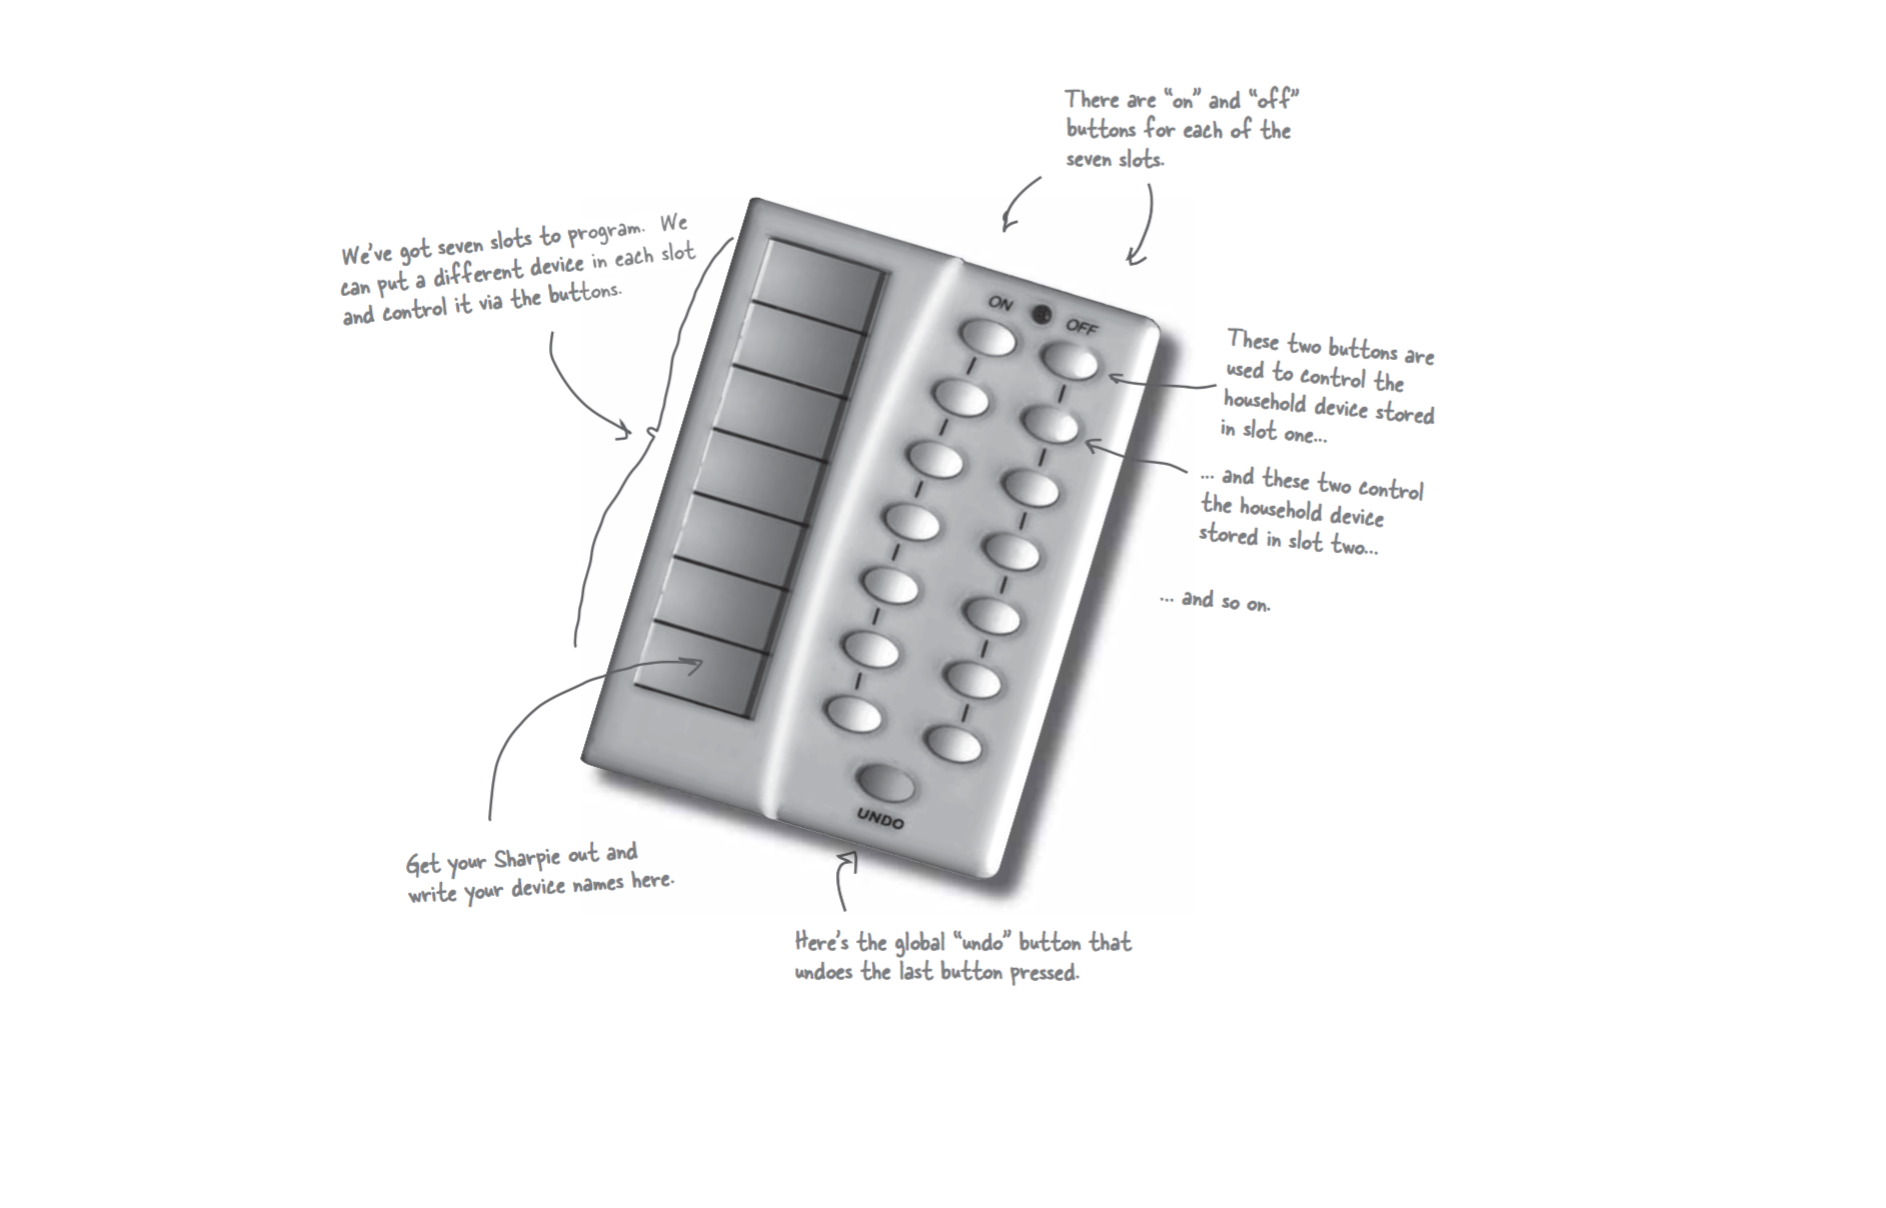 There are “on” and “off”
buttons for each of the
seven slots.
We’ve got seven slots to program. We
can put a different device in each slot
and control it via the buttons.
ON OFF
These two buttons are
used to control the
household device stored
in slot one...
... and these two control
the household device
stored in slot two...
... and so on.
UNDO
Get your Sharpie out and
write your device names here.
Here’s the global “undo” button that
undoes the last button pressed.